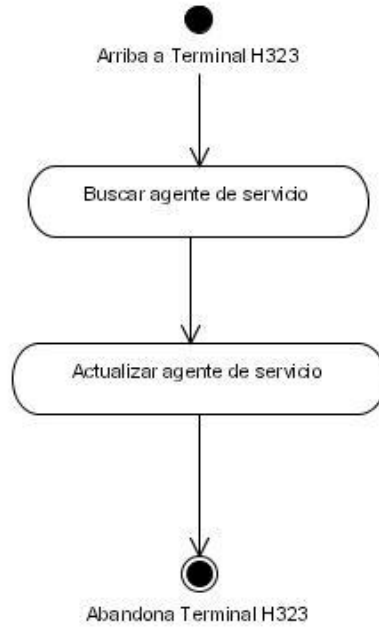 Arriba a Terminal H323
Buscar agente de servicio
Actualizar agente de servicio
Abandona Terminal H323